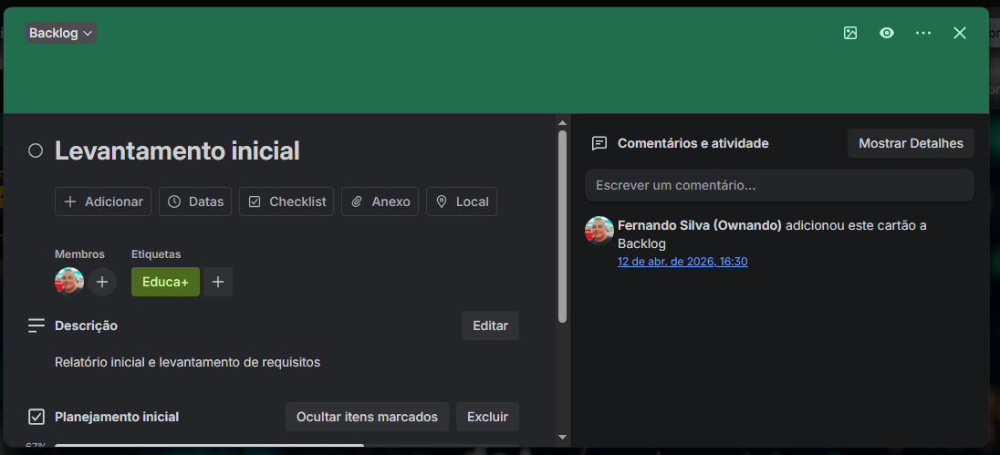 Backlog
Levantamento inicial
Adicionar
Datas
Checklist
Anexo
Local
Membros
Etiquetas
Educa+
Descrição
Editar
Relatório inicial e levantamento de requisitos
Planejamento inicial
Ocultar itens marcados
Excluir
67%
Comentários e atividade
Mostrar Detalhes
Escrever um comentário...
Fernando Silva (Ownando) adicionou este cartão a
Backlog
12 de abr. de 2026, 16:30